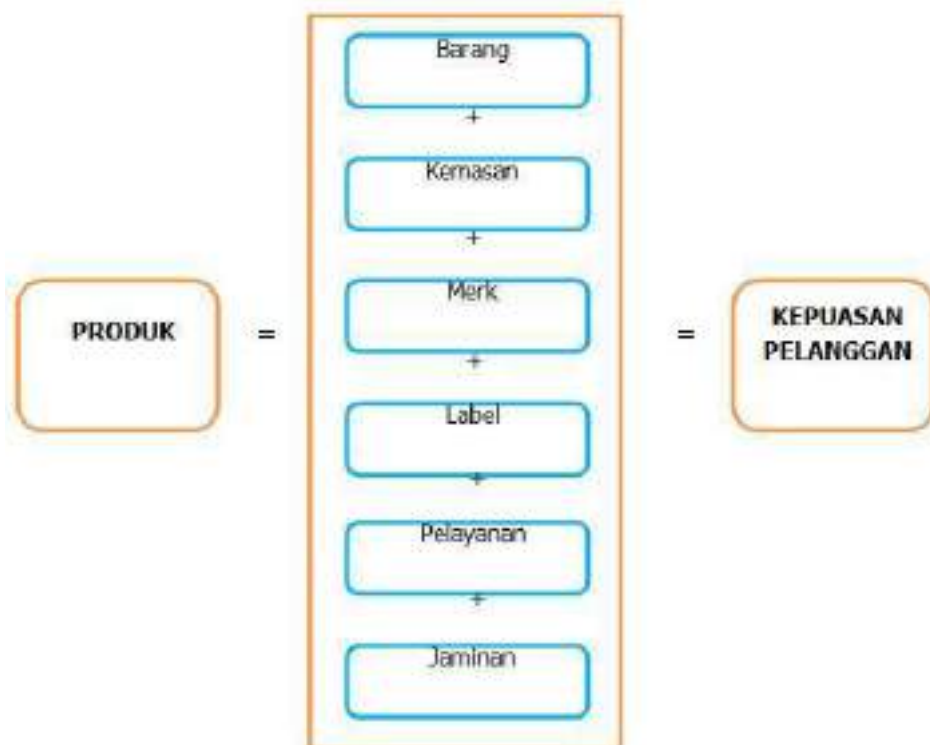 Barang
+
Kemasan
+
Merk
+
Label
+
Pelayanan
+
Jaminan
PRODUK
=
=
KEPUASAN
PELANGGAN